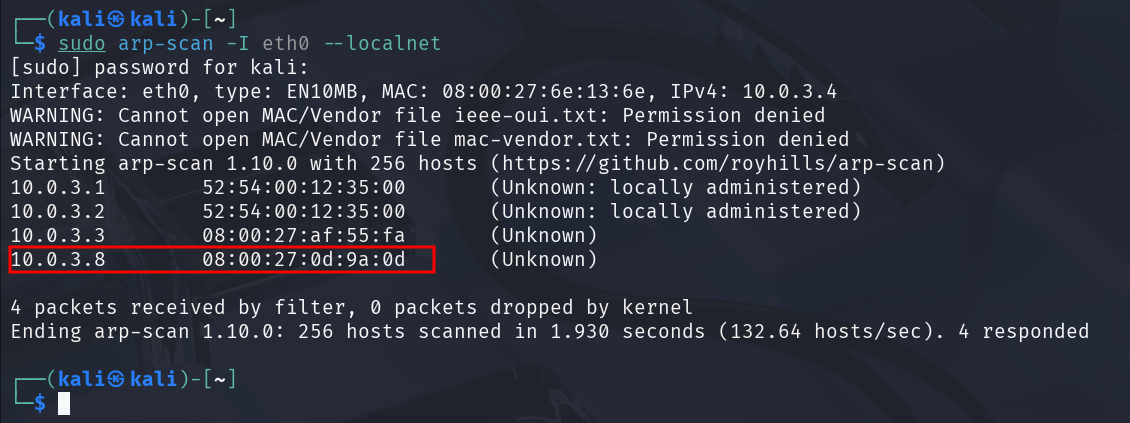 ┌──(kali㉿kali)-[~]
└─$ sudo arp-scan -I eth0 --localnet
[sudo] password for kali:
Interface: eth0, type: EN10MB, MAC: 08:00:27:6e:13:6e, IPv4: 10.0.3.4
WARNING: Cannot open MAC/Vendor file ieee-oui.txt: Permission denied
WARNING: Cannot open MAC/Vendor file mac-vendor.txt: Permission denied
Starting arp-scan 1.10.0 with 256 hosts (https://github.com/royhills/arp-scan)
10.0.3.1        52:54:00:12:35:00       (Unknown: locally administered)
10.0.3.2        52:54:00:12:35:00       (Unknown: locally administered)
10.0.3.3        08:00:27:af:55:fa       (Unknown)
10.0.3.8        08:00:27:0d:9a:0d       (Unknown)
4 packets received by filter, 0 packets dropped by kernel
Ending arp-scan 1.10.0: 256 hosts scanned in 1.930 seconds (132.64 hosts/sec). 4 responded
┌──(kali㉿kali)-[~]
└─$